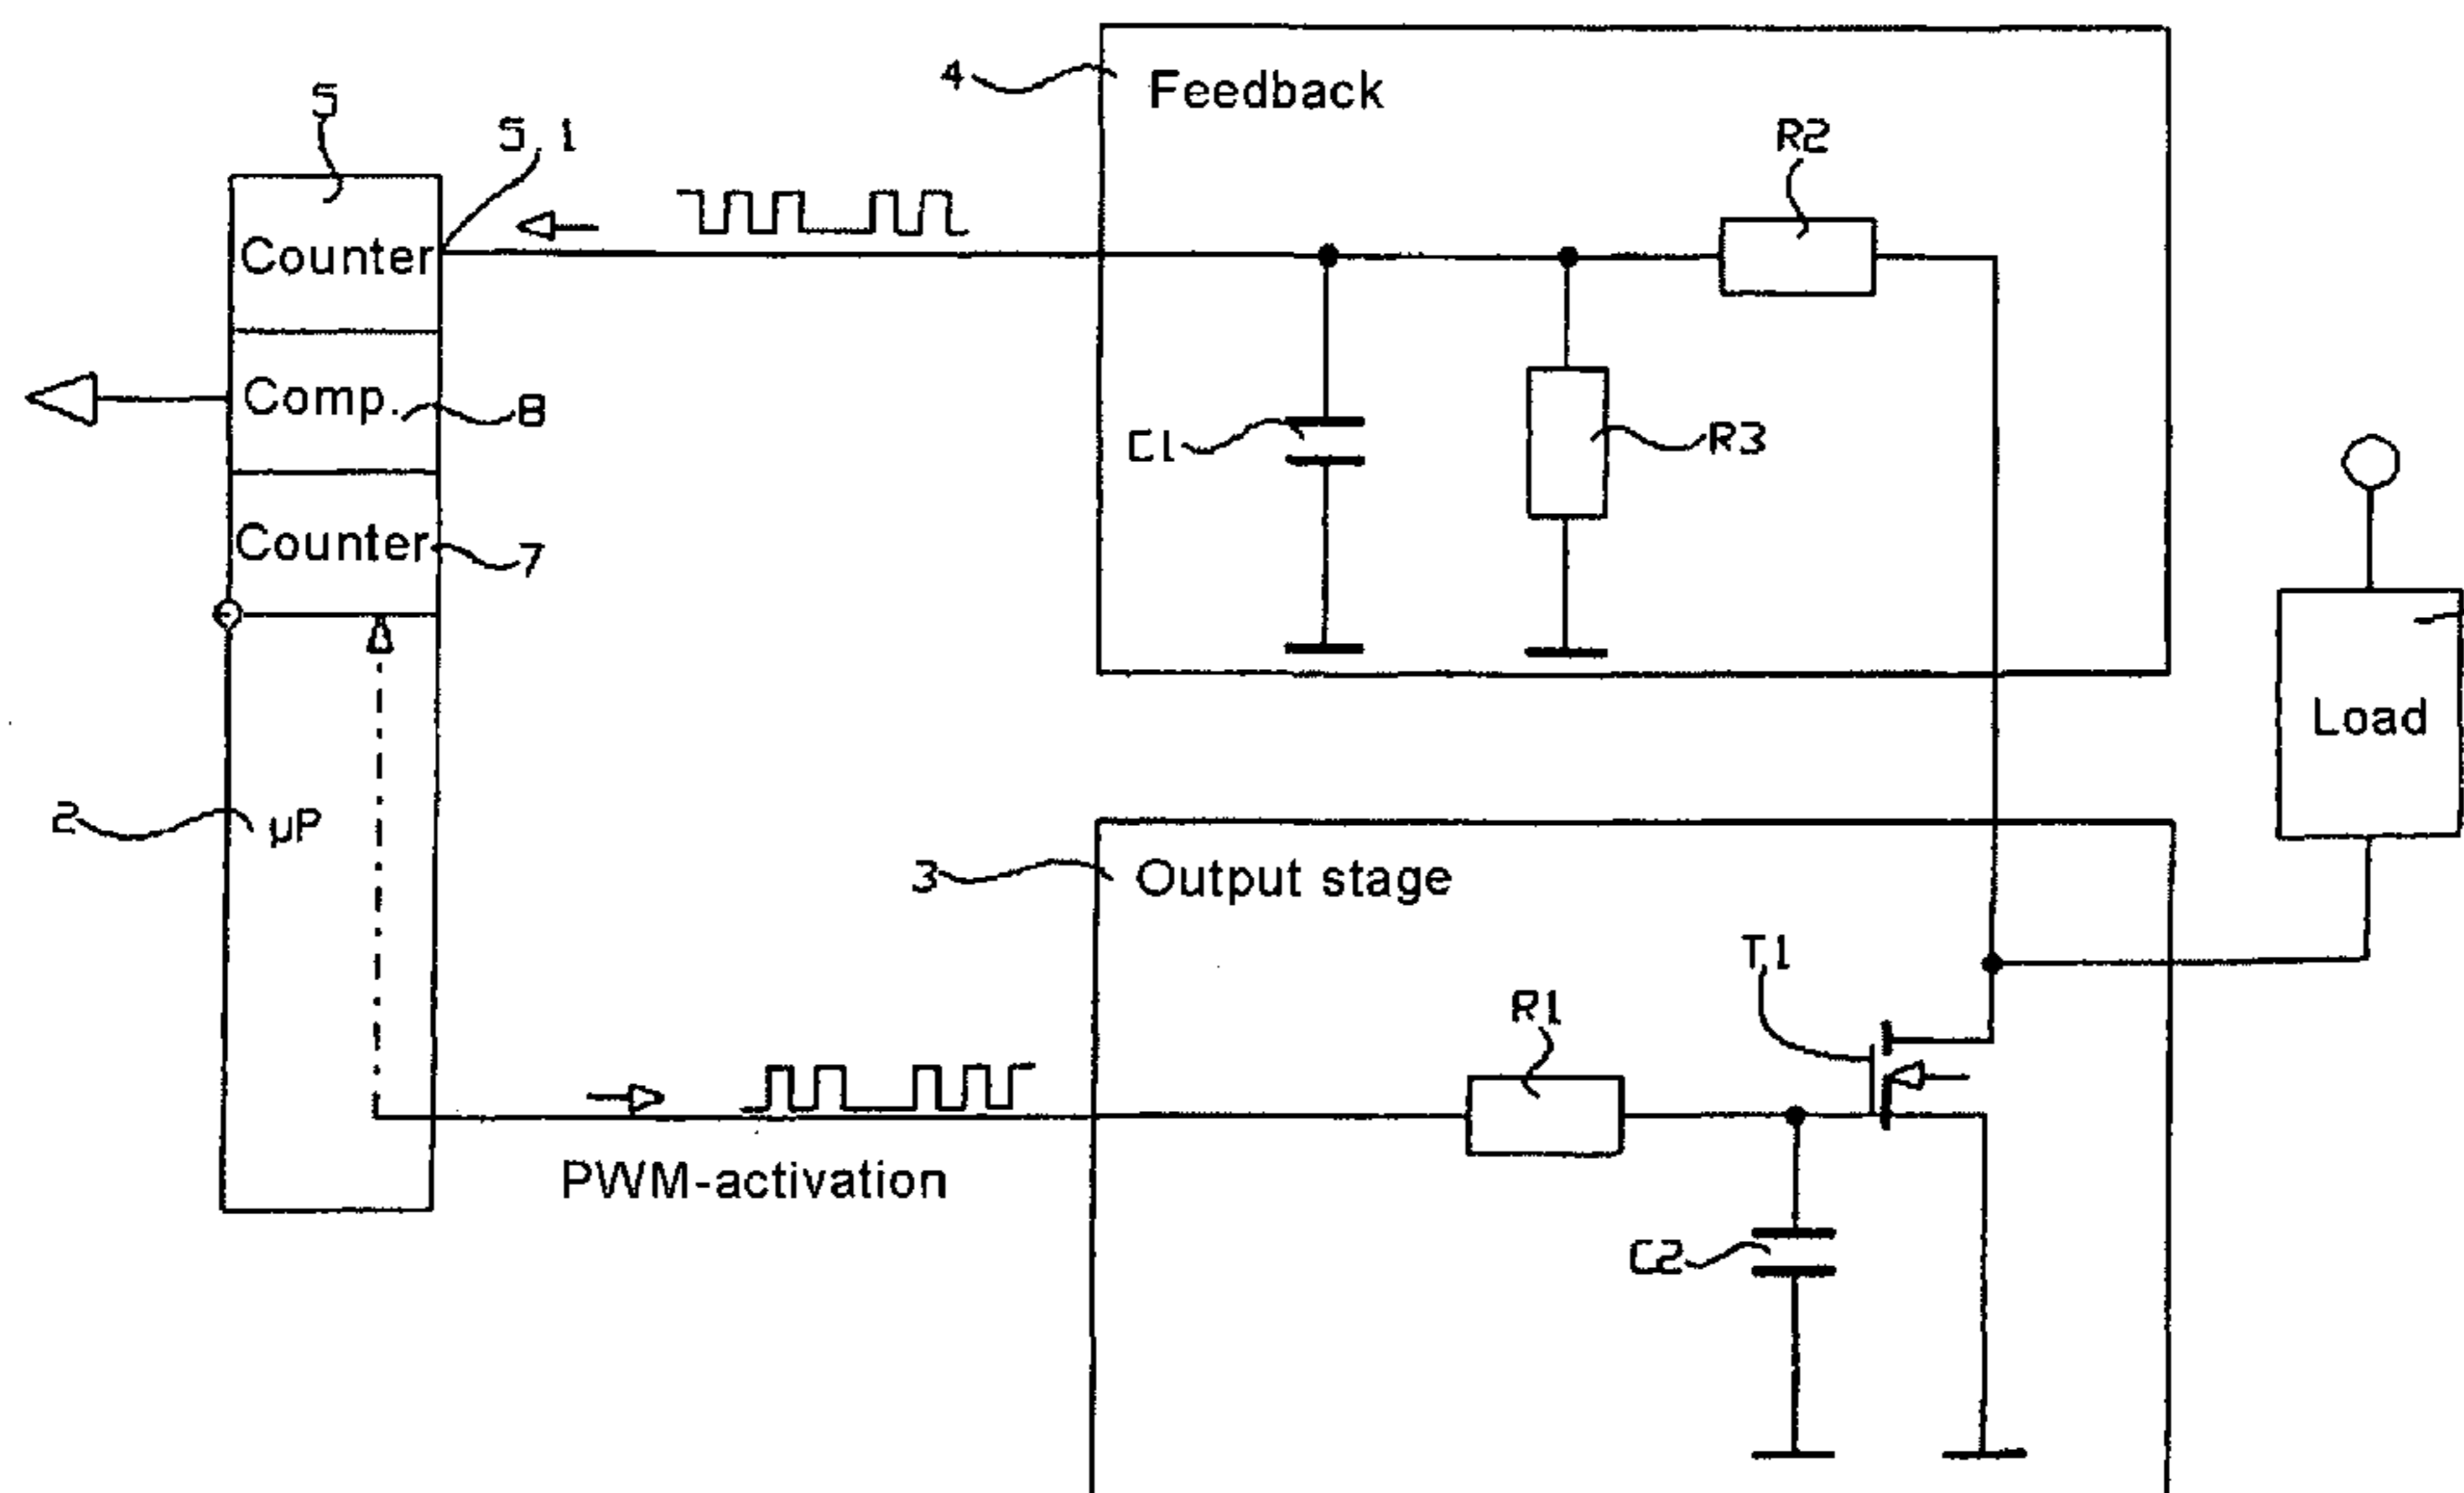 4
Feedback
5
5.1
R2
Counter
Comp.
8
C1
R3
Counter
7
Load
2
µP
3
Output stage
T1
R1
PWM-activation
C2